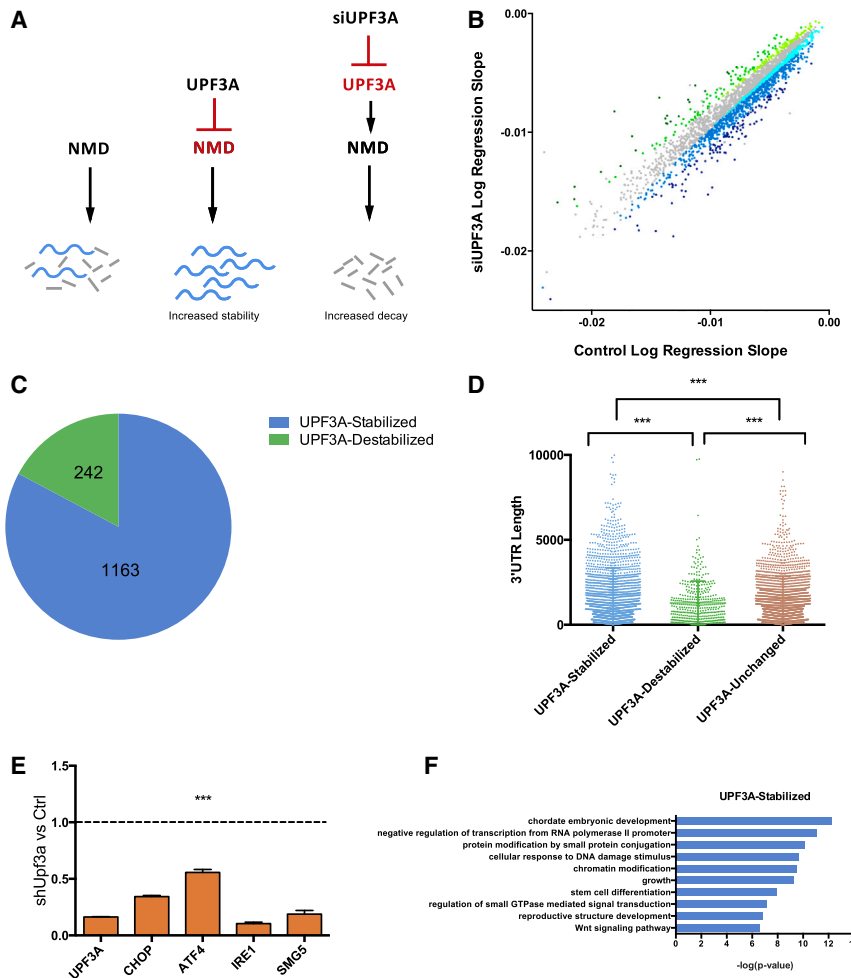 A
siUPF3A
UPF3A
UPF3A
NMD
NMD
NMD
Increased stability
Increased decay
B
siUPF3A Log Regression Slope
0.00
-0.01
-0.02
-0.02
-0.01
0.00
Control Log Regression Slope
C
242
1163
UPF3A-Stabilized
UPF3A-Destabilized
D
***
***
***
3'UTR Length
10000
5000
0
UPF3A-Stabilized
UPF3A-Destabilized
UPF3A-Unchanged
E
shUpf3a vs Ctrl
1.5
1.0
0.5
0.0
***
UPF3A
CHOP
ATF4
IRE1
SMG5
F
UPF3A-Stabilized
chordate embryonic development
negative regulation of transcription from RNA polymerase II promoter
protein modification by small protein conjugation
cellular response to DNA damage stimulus
chromatin modification
growth
stem cell differentiation
regulation of small GTPase mediated signal transduction
reproductive structure development
Wnt signaling pathway
0 2 4 6 8 10 12
-log(p-value)